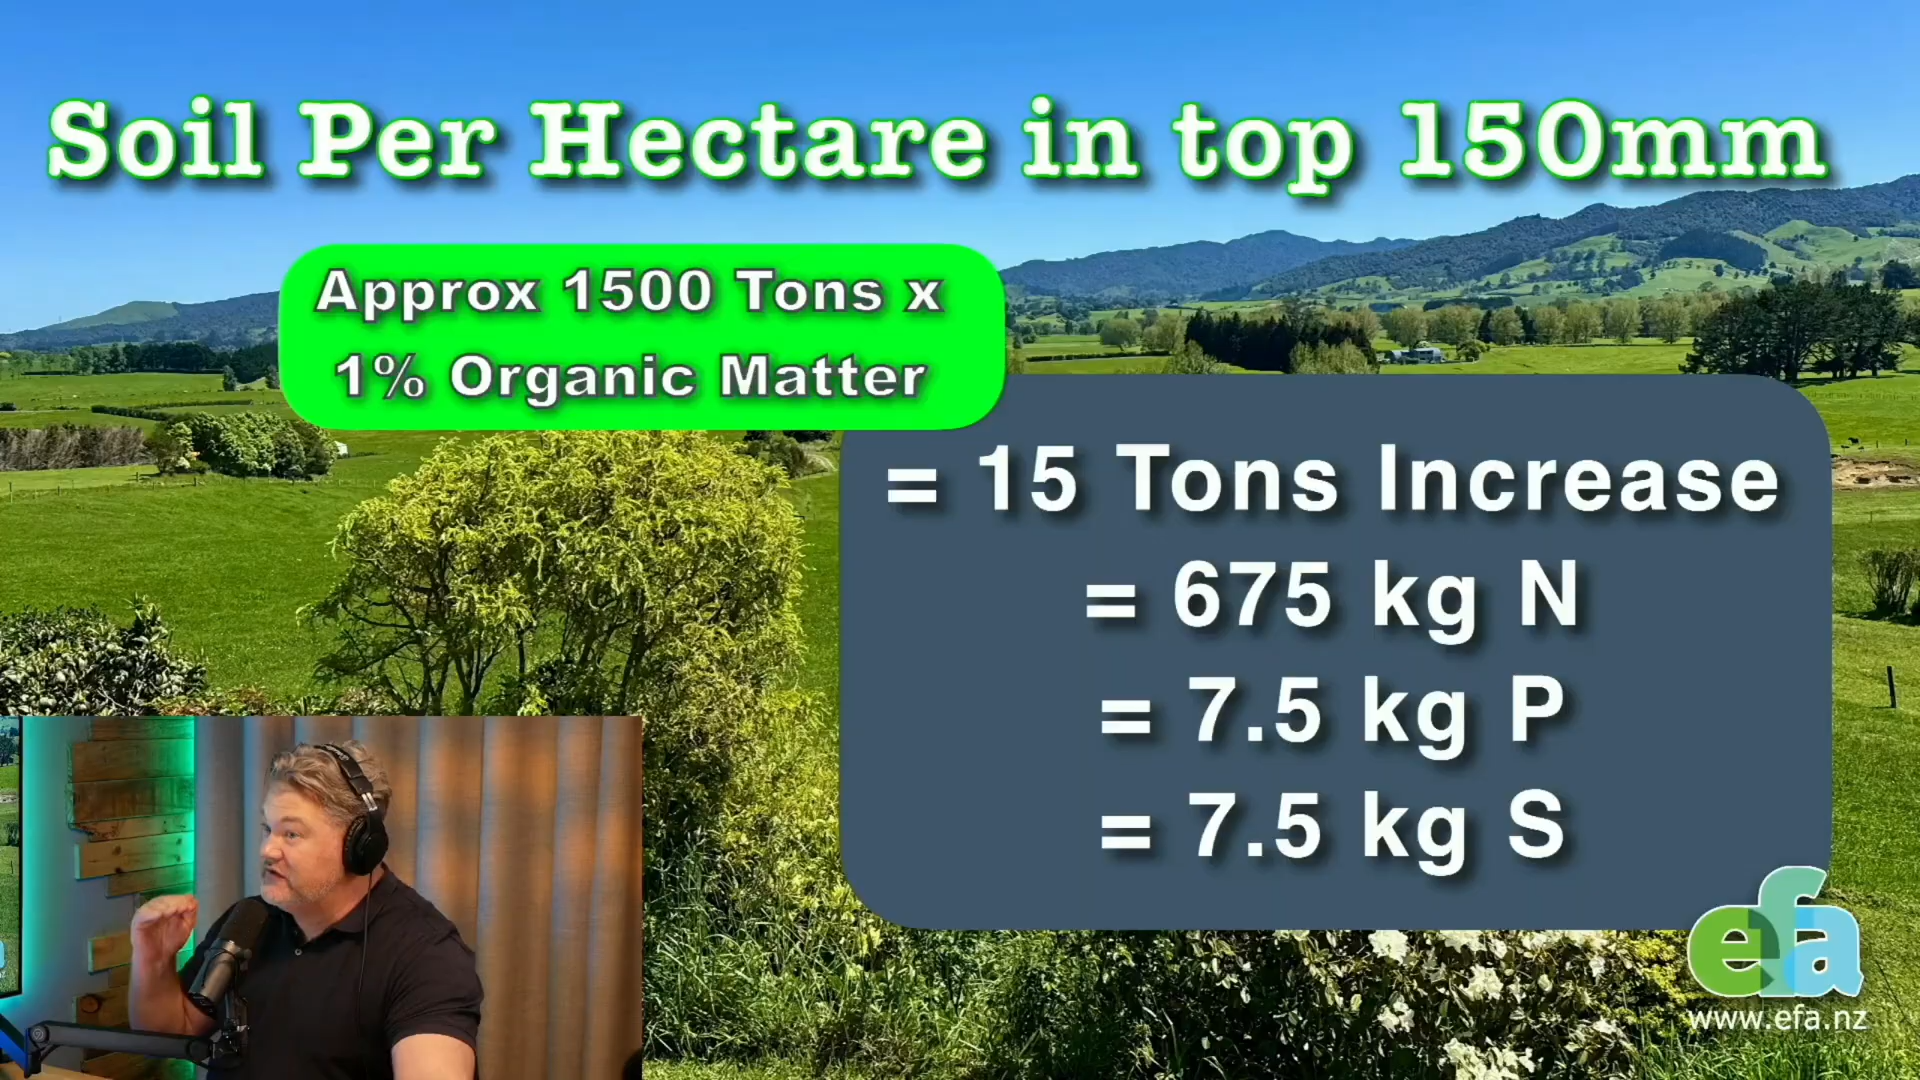 Soil Per Hectare in top 150mm
Approx 1500 Tons x
1% Organic Matter
= 15 Tons Increase
= 675 kg N
= 7.5 kg P
= 7.5 kg S
efa
www.efa.nz